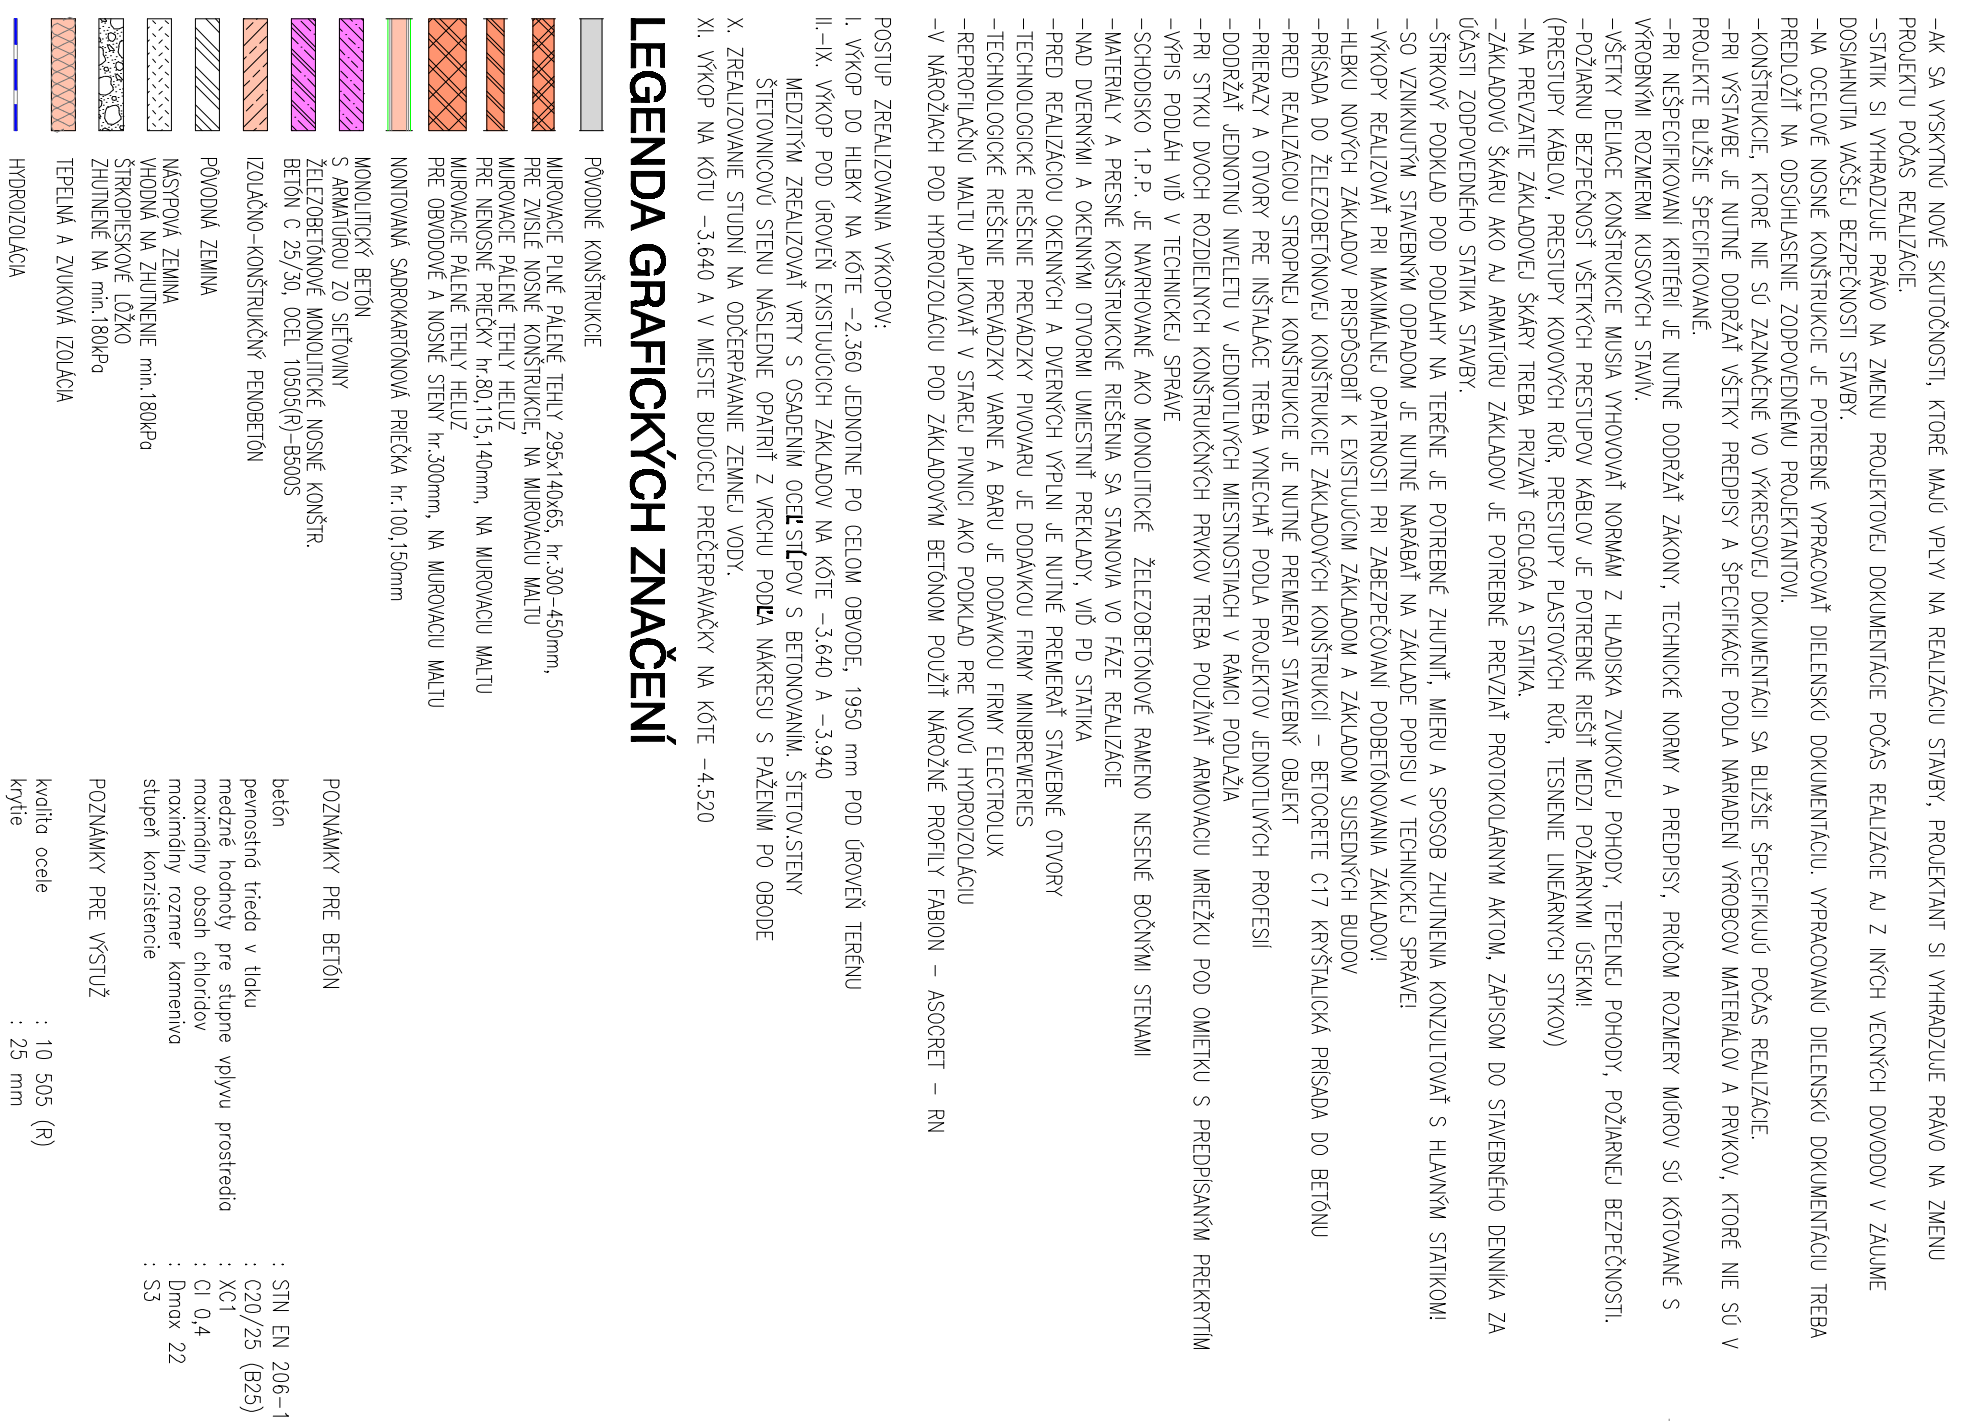 -AK SA VYSKYTNÚ NOVÉ SKUTOČNOSTI, KTORÉ MAJÚ VPLYV NA REALIZÁCIU STAVBY, PROJEKTANT SI VYHRADZUJE PRÁVO NA ZMENU
PROJEKTU POČAS REALIZÁCIE.
-STATIK SI VYHRADZUJE PRÁVO NA ZMENU PROJEKTOVEJ DOKUMENTÁCIE POČAS REALIZÁCIE AJ Z INÝCH VECNÝCH DOVODOV V ZÁUJME
DOSIAHNUTIA VAČŠEJ BEZPEČNOSTI STAVBY.
-NA OCELOVÉ NOSNÉ KONŠTRUKCIE JE POTREBNÉ VYPRACOVAŤ DIELENSKÚ DOKUMENTÁCIU. VYPRACOVANÚ DIELENSKÚ DOKUMENTÁCIU TREBA
PREDLOŽIŤ NA ODSÚHLASENIE ZODPOVEDNÉMU PROJEKTANTOVI.
-KONŠTRUKCIE, KTORÉ NIE SÚ ZAZNAČENÉ VO VÝKRESOVEJ DOKUMENTÁCII SA BLIŽŠIE ŠPECIFIKUJÚ POČAS REALIZÁCIE.
-PRI VÝSTAVBE JE NUTNÉ DODRŽAŤ VŠETKY PREDPISY A ŠPECIFIKÁCIE PODLA NARIADENÍ VÝROBCOV MATERIÁLOV A PRVKOV, KTORÉ NIE SÚ V
PROJEKTE BLIŽŠIE ŠPECIFIKOVANÉ.
-PRI NEŠPECIFIKOVANÍ KRITÉRIÍ JE NUTNÉ DODRŽAŤ ZÁKONY, TECHNICKÉ NORMY A PREDPISY, PRIČOM ROZMERY MÚROV SÚ KÓTOVANÉ S
VÝROBNÝMI ROZMERMI KUSOVÝCH STAVÍV.
-VŠETKY DELIACE KONŠTRUKCIE MUSIA VYHOVOVAŤ NORMÁM Z HLADISKA ZVUKOVEJ POHODY, TEPELNEJ POHODY, POŽIARNEJ BEZPEČNOSTI.
-POŽIARNU BEZPEČNOSŤ VŠETKÝCH PRESTUPOV KÁBLOV JE POTREBNÉ RIEŠIŤ MEDZI POŽIARNYMI ÚSEKMI
(PRESTUPY KÁBLOV, PRESTUPY KOVOVÝCH RÚR, PRESTUPY PLASTOVÝCH RÚR, TESNENIE LINEÁRNYCH STYKOV)
-NA PREVZATIE ZÁKLADOVEJ ŠKÁRY TREBA PRIZVAŤ GEOLGÓA A STATIKA.
-ZÁKLADOVÚ ŠKÁRU AKO AJ ARMATÚRU ZÁKLADOV JE POTREBNÉ PREVZIAŤ PROTOKOLÁRNYM AKTOM, ZÁPISOM DO STAVEBNÉHO DENNÍKA ZA
ÚČASTI ZODPOVEDNÉHO STATIKA STAVBY.
-ŠTRKOVÝ PODKLAD POD PODLAHY NA TERÉNE JE POTREBNÉ ZHUTNIŤ, MIERU A SPOSOB ZHUTNENIA KONZULTOVAŤ S HLAVNÝM STATIKOM!
-SO VZNIKNUTÝM STAVEBNÝM ODPADOM JE NUTNÉ NARÁBAŤ NA ZÁKLADE POPISU V TECHNICKEJ SPRÁVE!
-VÝKOPY REALIZOVAŤ PRI MAXIMÁLNEJ OPATRNOSTI PRI ZABEZPEČOVANÍ PODBETÓNOVANIA ZÁKLADOV!
-HLBKU NOVÝCH ZÁKLADOV PRISPÔSOBIŤ K EXISTUJÚCIM ZÁKLADOM A ZÁKLADOM SUSEDNÝCH BUDOV
-PRÍSADA DO ŽELEZOBETÓNOVEJ KONŠTRUKCIE ZÁKLADOVÝCH KONŠTRUKCIÍ - BETOCRETE C17 KRYŠTALICKÁ PRÍSADA DO BETÓNU
-PRED REALIZÁCIOU STROPNEJ KONŠTRUKCIE JE NUTNÉ PREMERAT STAVEBNÝ OBJEKT
-PRIERAZY A OTVORY PRE INŠTALÁCE TREBA VYNECHAŤ PODLA PROJEKTOV JEDNOTLIVÝCH PROFESIÍ
-DODRŽAŤ JEDNOTNÚ NIVELETU V JEDNOTLIVÝCH MIESTNOSTIACH V RÁMCI PODLAŽIA
-PRI STYKU DVOCH ROZDIELNYCH KONŠTRUKČNÝCH PRVKOV TREBA POUŽÍVAŤ ARMOVACIU MRIEŽKU POD OMIETKU S PREDPÍSANÝM PREKRYTÍM
-VÝPIS PODLÁH VIĎ V TECHNICKEJ SPRÁVE
-SCHODISKO 1.P.P. JE NAVRHOVANÉ AKO MONOLITICKÉ ŽELEZOBETÓNOVÉ RAMENO NESENÉ BOČNÝMI STENAMI
-MATERIÁLY A PRESNÉ KONŠTRUKCNÉ RIEŠENIA SA STANOVIA VO FÁZE REALIZÁCIE
-NAD DVERNÝMI A OKENNÝMI OTVORMI UMIESTNIŤ PREKLADY, VIĎ PD STATIKA
-PRED REALIZÁCIOU OKENNÝCH A DVERNÝCH VÝPLNI JE NUTNÉ PREMERAŤ STAVEBNÉ OTVORY
-TECHNOLOGICKÉ RIEŠENIE PREVÁDZKY PIVOVARU JE DODÁVKOU FIRMY MINIBREWERIES
-TECHNOLOGICKÉ RIEŠENIE PREVÁDZKY VARNE A BARU JE DODÁVKOU FIRMY ELECTROLUX
-REPROFILAČNÚ MALTU APLIKOVAŤ V STAREJ PIVNICI AKO PODKLAD PRE NOVÚ HYDROIZOLÁCIU
-V NÁROŽIACH POD HYDROIZOLÁCIU POD ZÁKLADOVÝM BETÓNOM POUŽIŤ NÁROŽNÉ PROFILY FABION - ASOCRET - RN
POSTUP ZREALIZOVANIA VÝKOPOV:
I. VÝKOP DO HLBKY NA KÓTE -2.360 JEDNOTNE PO CELOM OBVODE, 1950 mm POD ÚROVEŇ TERÉNU
II.-IX. VÝKOP POD ÚROVEŇ EXISTUJÚCICH ZÁKLADOV NA KÓTE -3.640 A -3.940
MEDZITÝM ZREALIZOVAŤ VRTY S OSADENÍM OCEĽ STĹPOV S BETONOVANÍM. ŠTETOV.STENY
ŠTETOVNICOVÚ STENU NÁSLEDNE OPATRIŤ Z VRCHU PODĽA NÁKRESU S PAŽENÍM PO OBODE
X. ZREALIZOVANIE STUDNÍ NA ODČERPÁVANIE ZEMNEJ VODY.
XI. VÝKOP NA KÓTU -3.640 A V MIESTE BUDÚCEJ PREČERPÁVAČKY NA KÓTE -4.520
LEGENDA GRAFICKÝCH ZNAČENÍ
PÔVODNÉ KONŠTRUKCIE
MUROVACIE PLNÉ PÁLENÉ TEHLY 295x140x65, hr.300-450mm,
PRE ZVISLÉ NOSNÉ KONŠTRUKCIE, NA MUROVACIU MALTU
MUROVACIE PÁLENÉ TEHLY HELUZ
PRE NENOSNÉ PRIEČKY hr.80,115,140mm, NA MUROVACIU MALTU
MUROVACIE PÁLENÉ TEHLY HELUZ
PRE OBVODOVÉ A NOSNÉ STENY hr.300mm, NA MUROVACIU MALTU
NONTOVANÁ SADROKARTÓNOVÁ PRIEČKA hr.100,150mm
MONOLITICKÝ BETÓN
S ARMATÚROU ZO SIEŤOVINY
ŽELEZOBETÓNOVÉ MONOLITICKÉ NOSNÉ KONŠTR.
BETÓN C 25/30, OCEL 10505(R)-B500S
IZOLAČNO-KONŠTRUKČNÝ PENOBETÓN
PÔVODNÁ ZEMINA
NÁSYPOVÁ ZEMINA
VHODNÁ NA ZHUTNENIE min.180kPa
ŠTRKOPIESKOVÉ LÔŽKO
ZHUTNENÉ NA min.180kPa
TEPELNÁ A ZVUKOVÁ IZOLÁCIA
HYDROIZOLÁCIA
POZNÁMKY PRE BETÓN
betón : STN EN 206-1
pevnostná trieda v tlaku : C20/25 (B25)
medzné hodnoty pre stupne vplyvu prostredia : XC1
maximálny obsah chloridov : Cl 0,4
maximálny rozmer kameniva : Dmax 22
stupeň konzistencie : S3
POZNÁMKY PRE VÝSTUŽ
kvalita ocele : 10 505 (R)
krytie : 25 mm